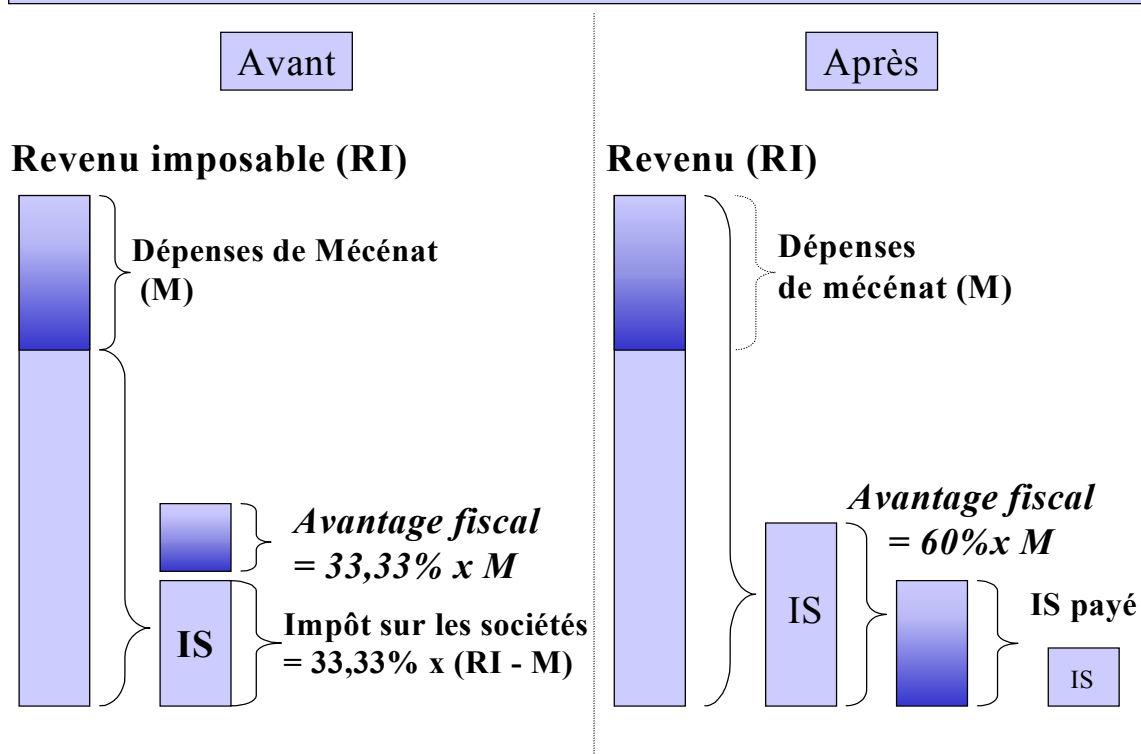 Avant
Revenu imposable (RI)
Dépenses de Mécénat
(M)
Avantage fiscal
= 33,33% x M
IS
Impôt sur les sociétés
= 33,33% x (RI - M)
Après
Revenu (RI)
Dépenses
de mécénat (M)
Avantage fiscal
= 60%x M
IS
IS payé
IS